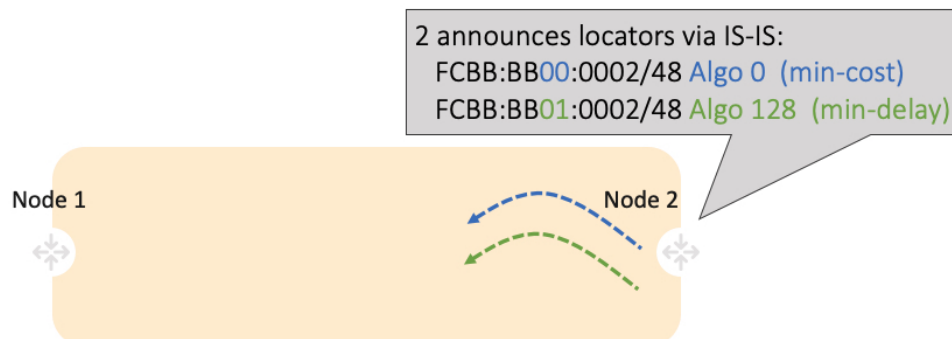 2 announces locators via IS-IS:
FCBB:BB00:0002/48 Algo 0 (min-cost)
FCBB:BB01:0002/48 Algo 128 (min-delay)
Node 1
Node 2